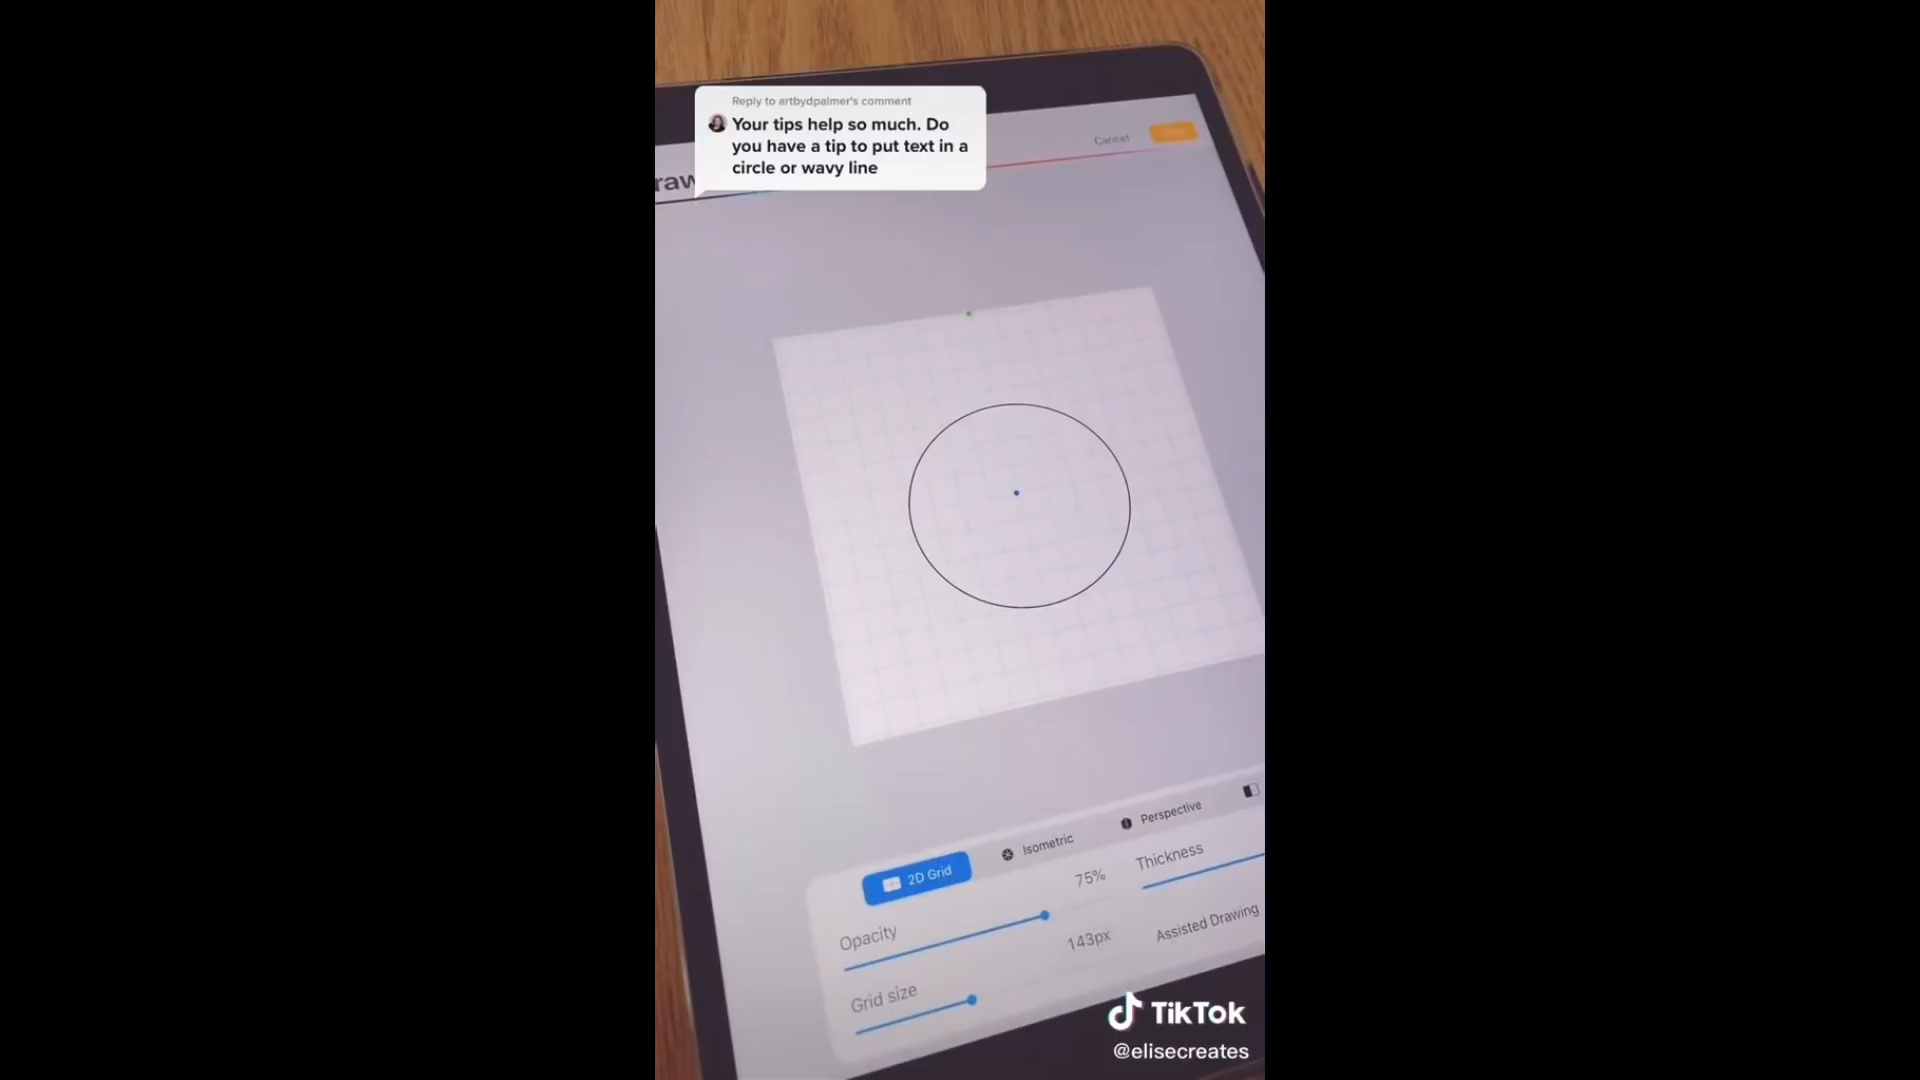 Reply to artbydpalmer's comment
Your tips help so much. Do
you have a tip to put text in a
circle or wavy line
Cancel
raw
2D Grid
Isometric
Perspective
Opacity
75%
Thickness
Grid size
143px
Assisted Drawing
TikTok
@elisecreates